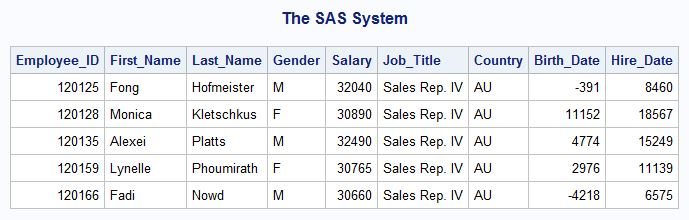 The SAS System
Employee_ID First_Name Last_Name Gender Salary Job_Title Country Birth_Date Hire_Date
120125 Fong Hofmeister M 32040 Sales Rep. IV AU -391 8460
120128 Monica Kletschkus F 30890 Sales Rep. IV AU 11152 18567
120135 Alexei Platts M 32490 Sales Rep. IV AU 4774 15249
120159 Lynelle Phoumirath F 30765 Sales Rep. IV AU 2976 11139
120166 Fadi Nowd M 30660 Sales Rep. IV AU -4218 6575